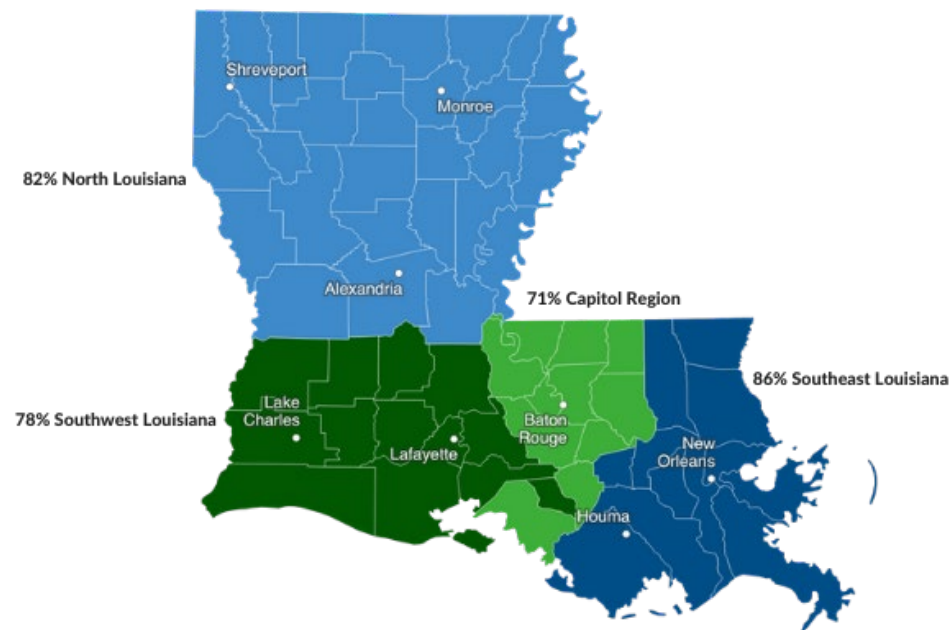 Shreveport
Monroe
82% North Louisiana
Alexandria
71% Capitol Region
86% Southeast Louisiana
Lake
Charles
78% Southwest Louisiana
Baton
Rouge
Lafayette
New
Orleans
Houma